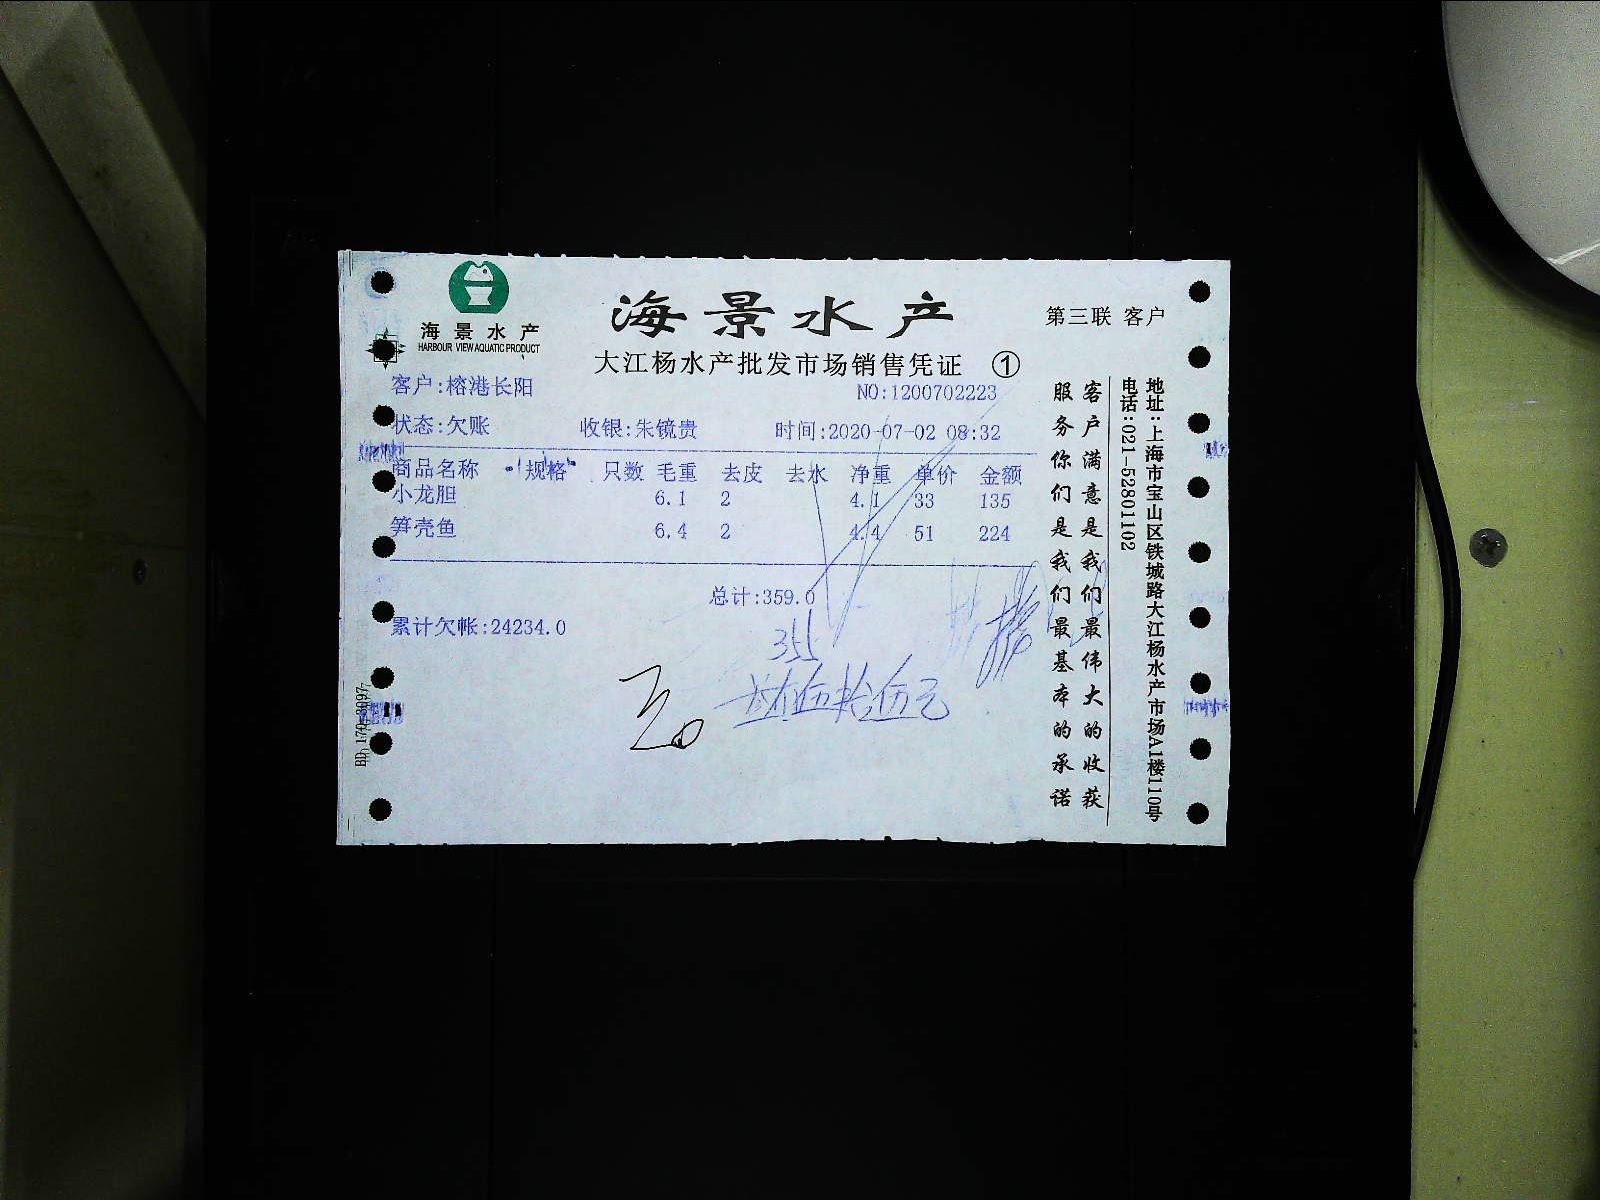 海景水产
HARBOUR VIEW AQUATIC PRODUCT
海景水产
第三联 客户
大江杨水产批发市场销售凭证 ①
客户:榕港长阳 NO:1200702223
状态:欠账 收银:朱镜贵 时间:2020-07-02 08:32
商品名称 规格 只数 毛重 去皮 去水 净重 单价 金额
小龙胆 6.1 2 4.1 33 135
笋壳鱼 6.4 2 4.4 51 224
总计:359.0
累计欠帐:24234.0
355
叁佰伍拾伍元
客户满意是我们最伟大的收获
服务你们是我们最基本的承诺
地址:上海市宝山区铁城路大江杨水产市场A1楼110号
电话:021-52801102